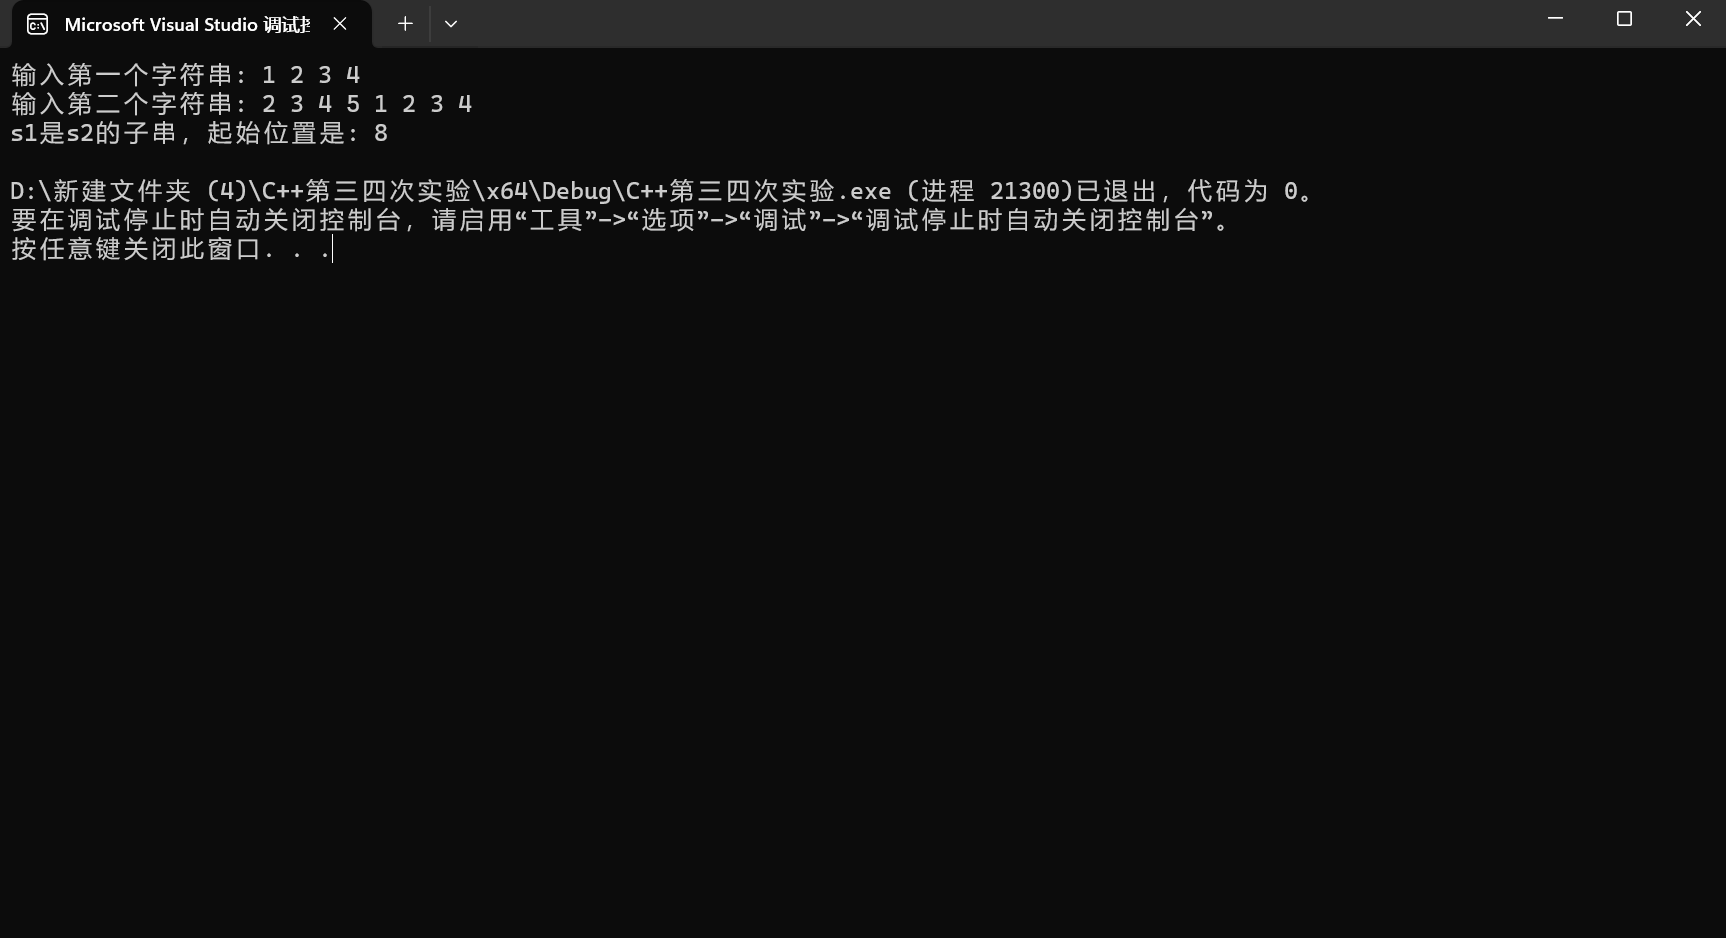 Microsoft Visual Studio 调试
输入第一个字符串: 1 2 3 4
输入第二个字符串: 2 3 4 5 1 2 3 4
s1是s2的子串, 起始位置是: 8
D:\新建文件夹 (4)\C++第三四次实验\x64\Debug\C++第三四次实验.exe (进程 21300)已退出, 代码为 0。
要在调试停止时自动关闭控制台, 请启用“工具”->“选项”->“调试”->“调试停止时自动关闭控制台”。
按任意键关闭此窗口. . .